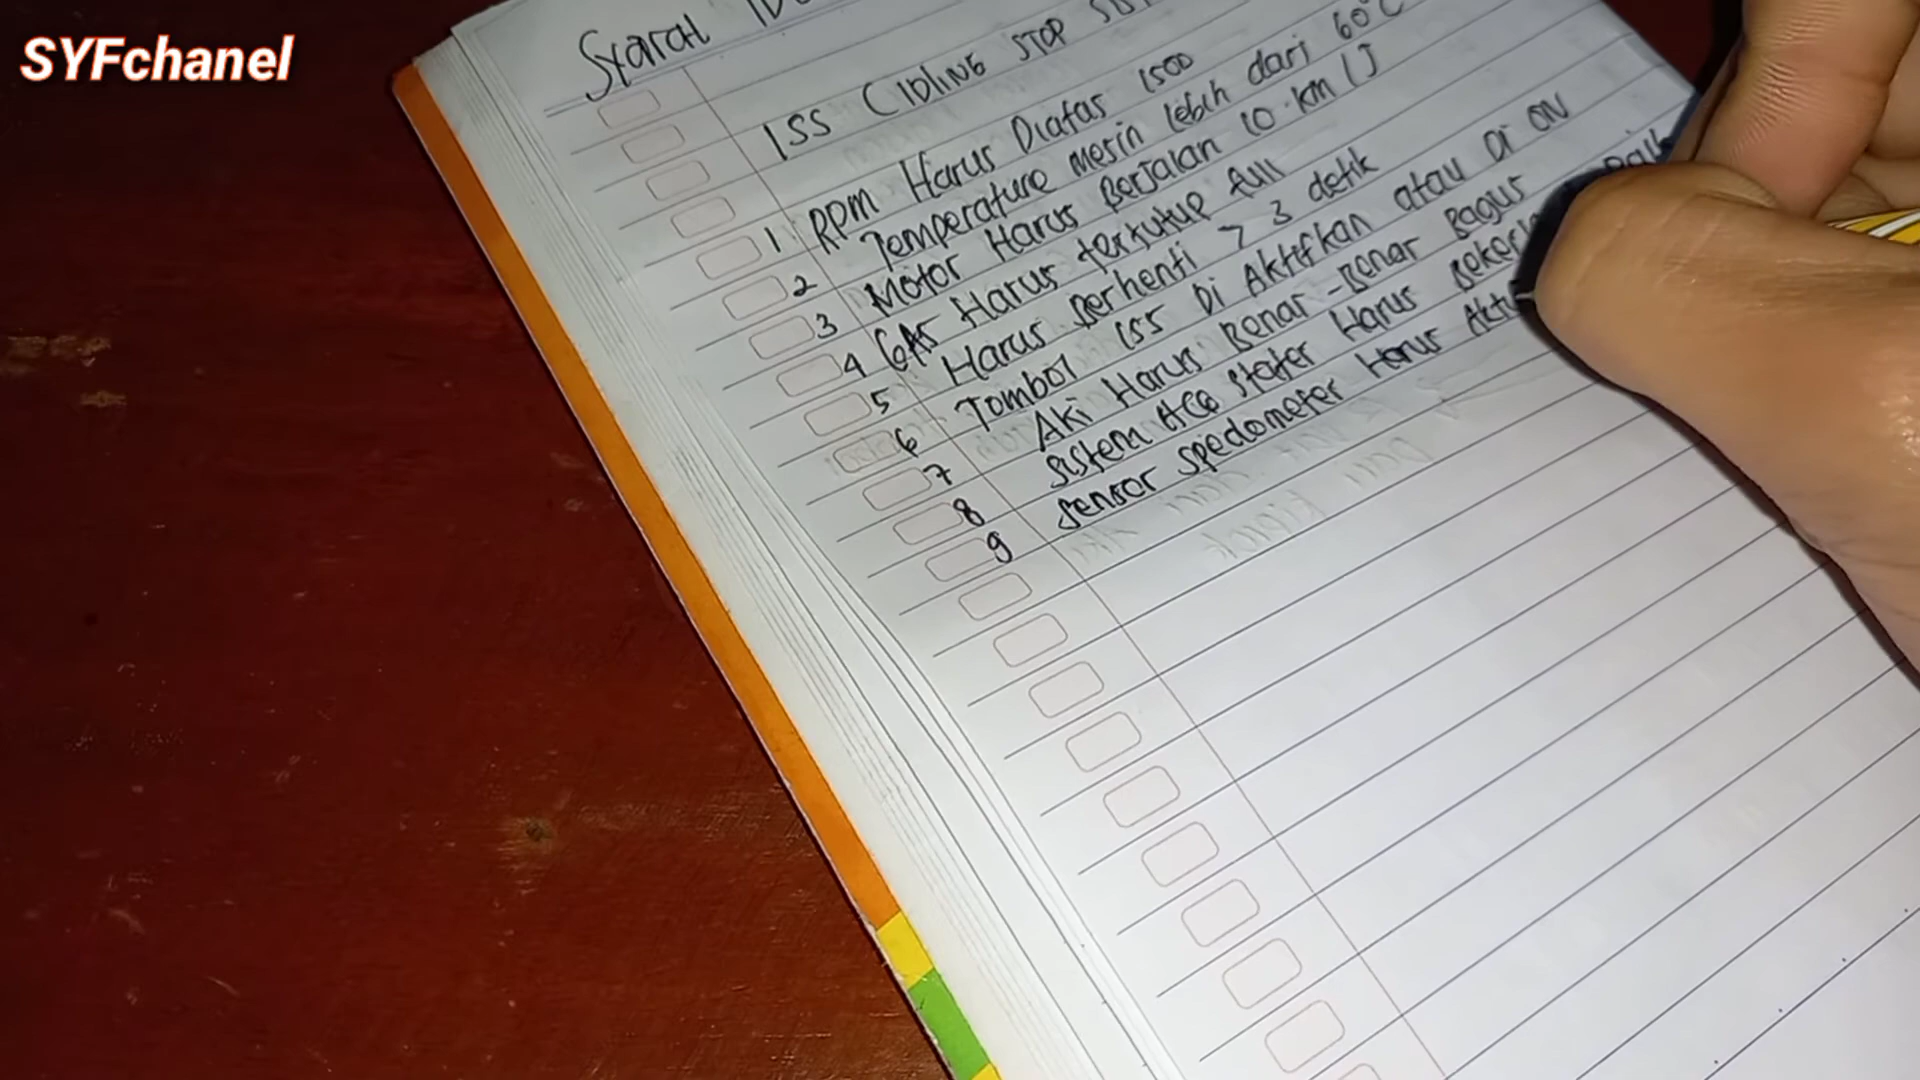 SYFchanel
Syarat
ISS (IDLING STOP
1 RPM Harus Diatas 1500
2 Temperature mesin lebih dari 60°C
3 Motor Harus Berjalan 10 km / J
4 GAS Harus tertutup full
5 Harus Berhenti > 3 detik
6 Tombol ISS Di Aktifkan atau Di ON
7 Aki Harus Benar-Benar Bagus
8 Sistem ACG Stater Harus
9 Sensor Spedometer Harus